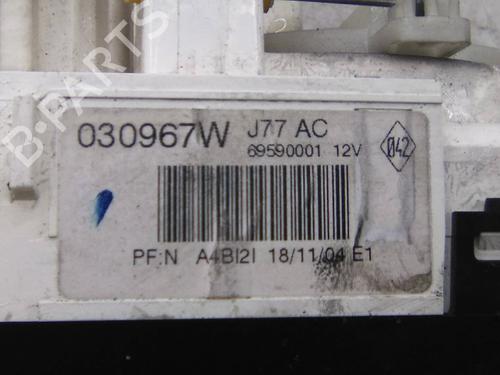 B-PARTS
030967W J77 AC
69590001 12V
042
PF:N A4BI2I 18/11/04 E1